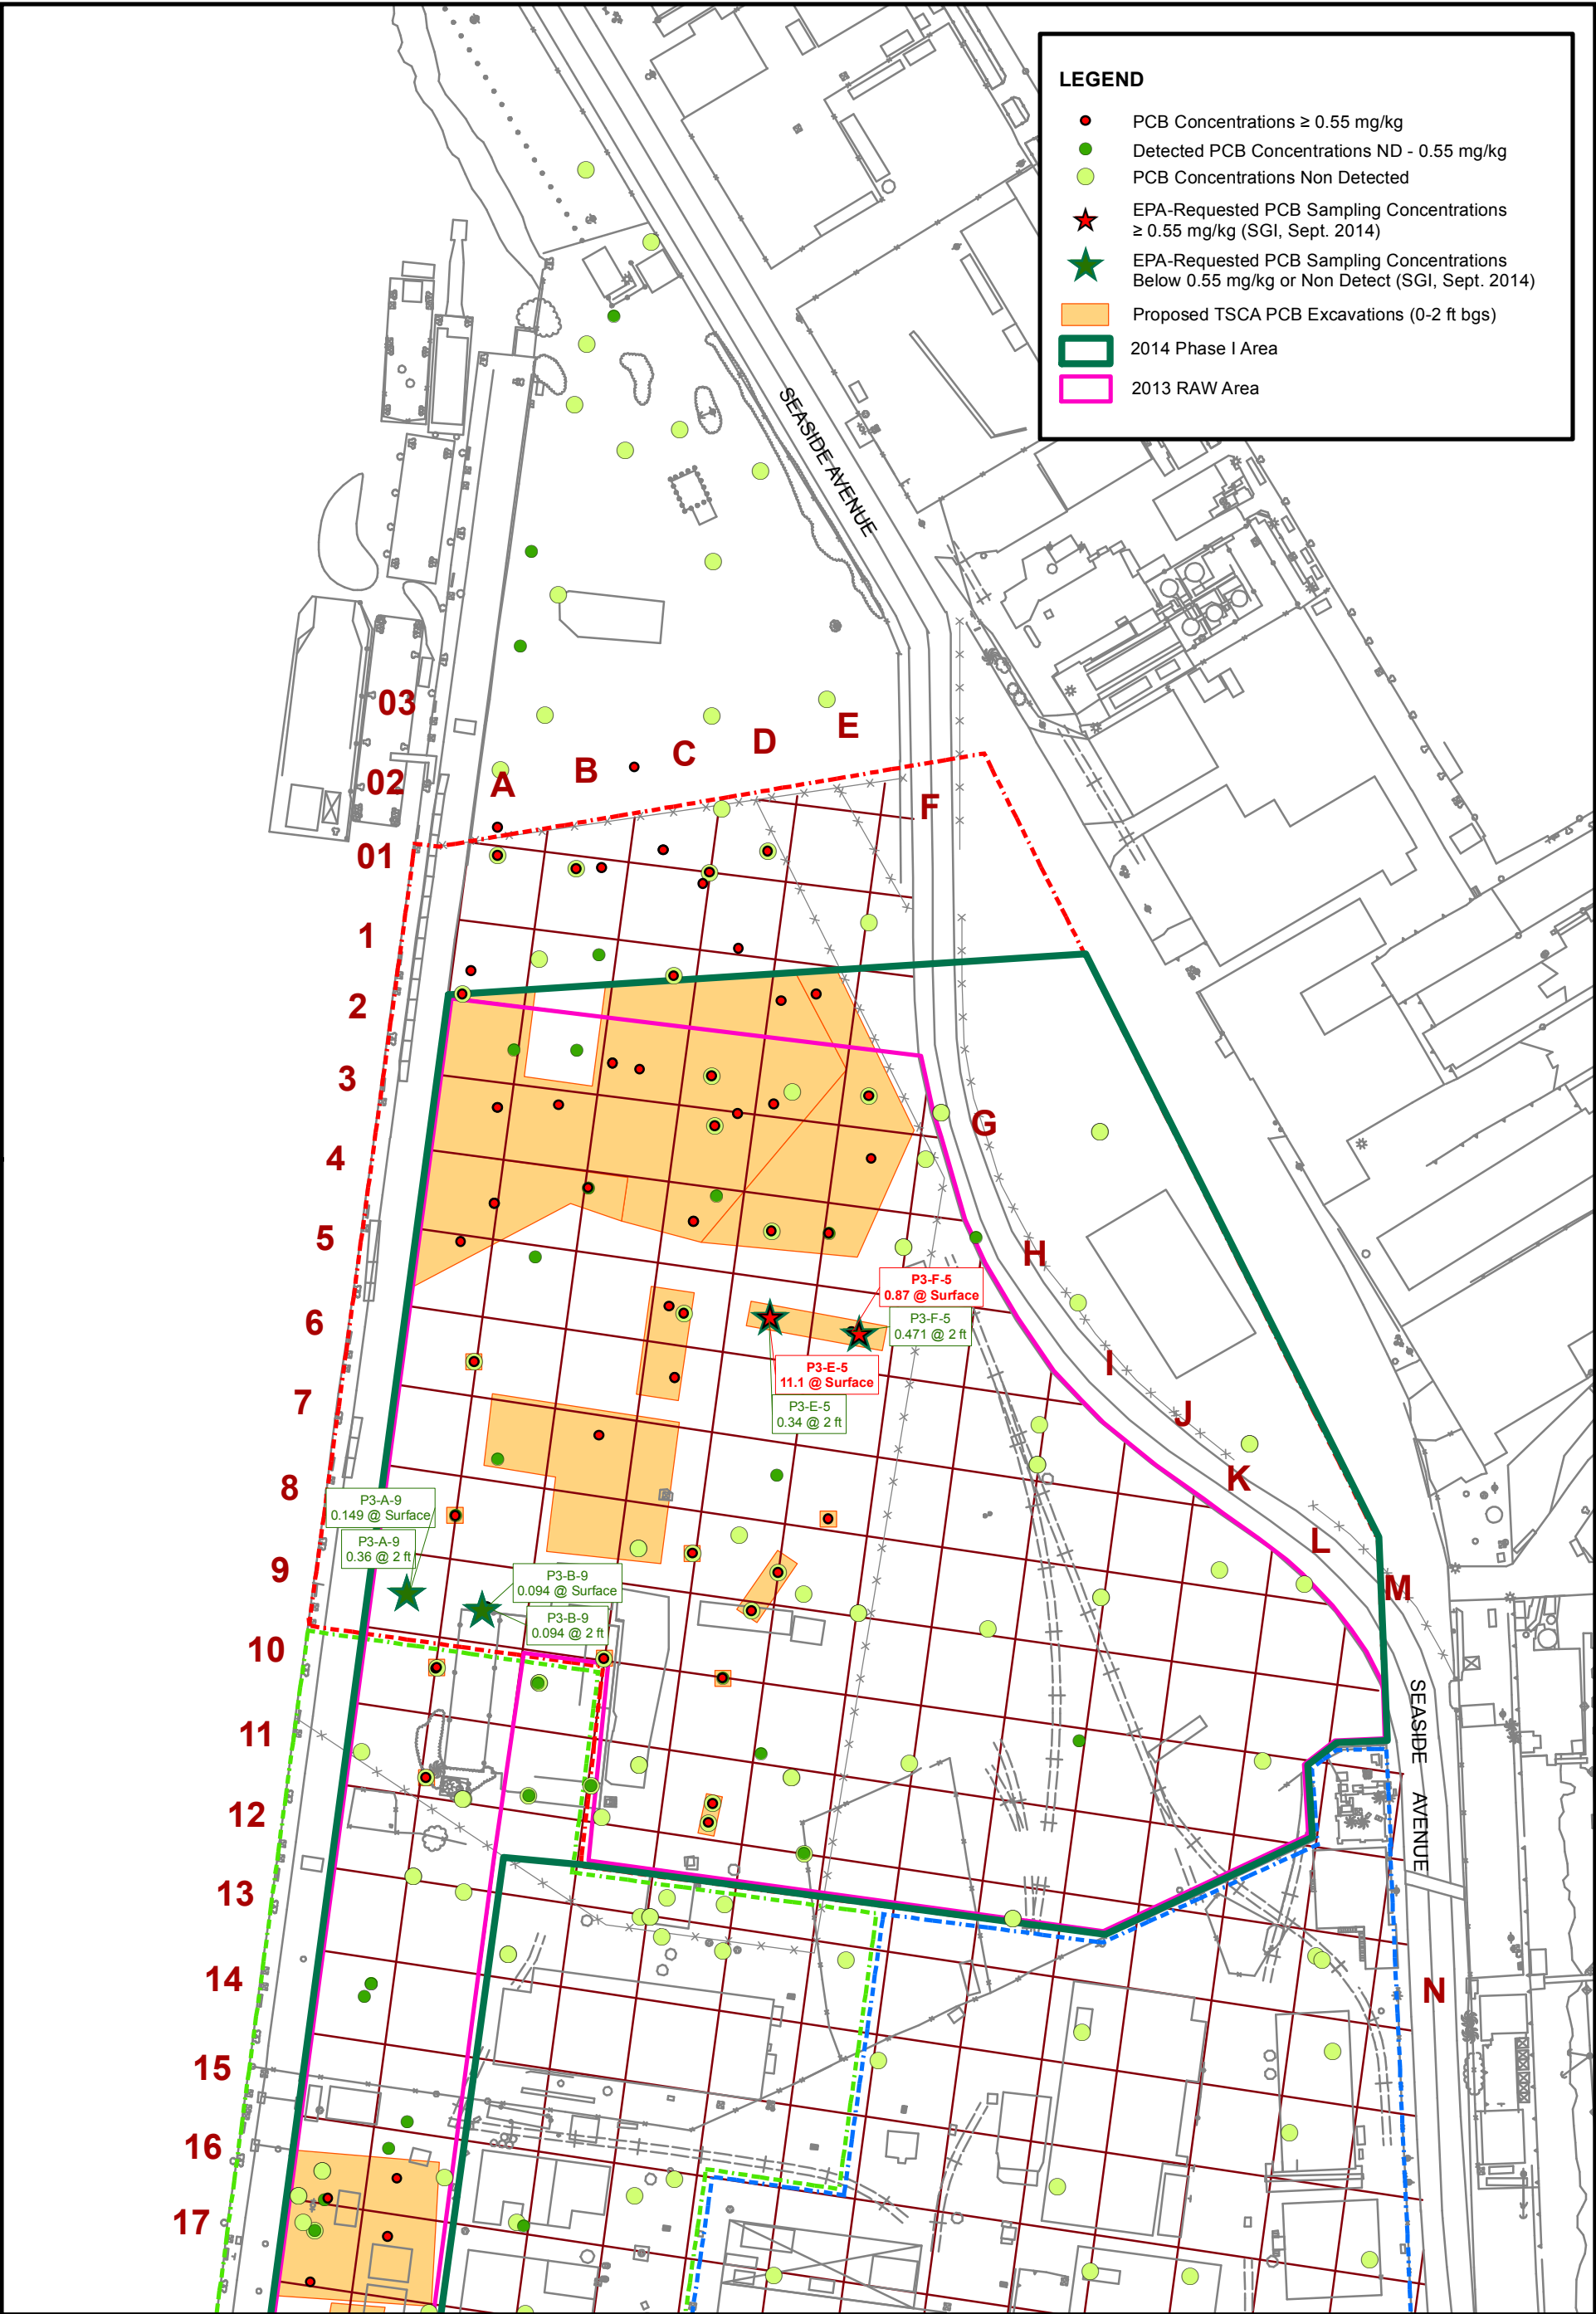 LEGEND
PCB Concentrations ≥ 0.55 mg/kg
Detected PCB Concentrations ND - 0.55 mg/kg
PCB Concentrations Non Detected
EPA-Requested PCB Sampling Concentrations
≥ 0.55 mg/kg (SGI, Sept. 2014)
EPA-Requested PCB Sampling Concentrations
Below 0.55 mg/kg or Non Detect (SGI, Sept. 2014)
Proposed TSCA PCB Excavations (0-2 ft bgs)
2014 Phase I Area
2013 RAW Area
SEASIDE AVENUE
03
02
01
1
2
3
4
5
6
7
8
9
10
11
12
13
14
15
16
17
A
B
C
D
E
F
G
H
I
J
K
L
M
N
P3-F-5
0.87 @ Surface
P3-F-5
0.471 @ 2 ft
P3-E-5
11.1 @ Surface
P3-E-5
0.34 @ 2 ft
P3-A-9
0.149 @ Surface
P3-A-9
0.36 @ 2 ft
P3-B-9
0.094 @ Surface
P3-B-9
0.094 @ 2 ft
SEASIDE AVENUE